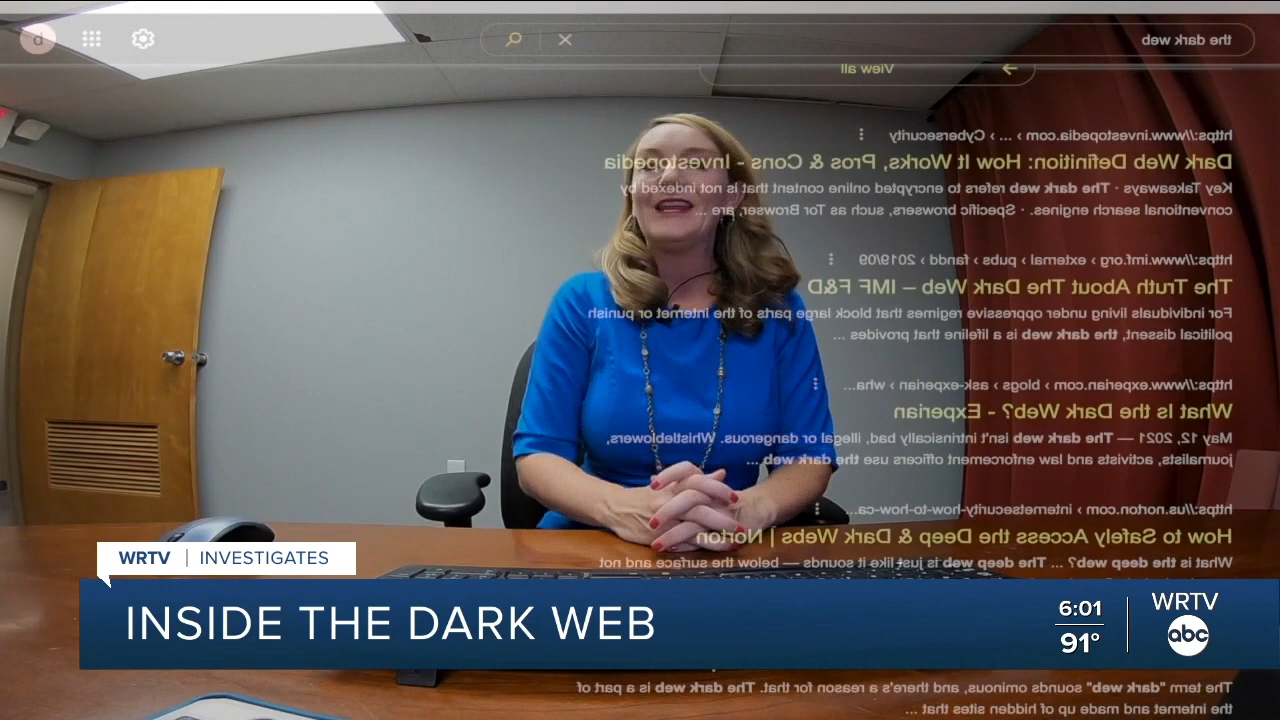 d
the dark web
View all
https://www.investopedia.com › ... › Cybersecurity
Dark Web Definition: How It Works, Pros & Cons - Investopedia
Key Takeaways · The dark web refers to encrypted online content that is not indexed by
conventional search engines. · Specific browsers, such as Tor Browser, are ...
https://www.imf.org › external › pubs › fandd › 2019/09
The Truth About The Dark Web – IMF F&D
For individuals living under oppressive regimes that block large parts of the internet or punish
political dissent, the dark web is a lifeline that provides ...
https://www.experian.com › blogs › ask-experian › wha...
What Is the Dark Web? - Experian
May 12, 2021 — The dark web isn't intrinsically bad, illegal or dangerous. Whistleblowers,
journalists, activists and law enforcement officers use the dark web ...
https://us.norton.com › internetsecurity-how-to-how-ca...
How to Safely Access the Deep & Dark Webs | Norton
What is the deep web? ... The deep web is just like it sounds — below the surface and not
WRTV | INVESTIGATES
INSIDE THE DARK WEB
6:01
91°
WRTV
abc
The term "dark web" sounds ominous, and there's a reason for that. The dark web is a part of
the internet and made up of hidden sites that ...